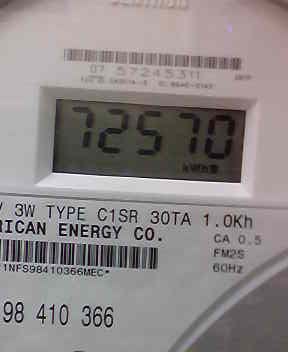 07 57245311
72570
kWh
V 3W TYPE C1SR 30TA 1.0Kh
RICAN ENERGY CO.
CA 0.5
FM2S
60Hz
1NFS98410366MEC*
98 410 366